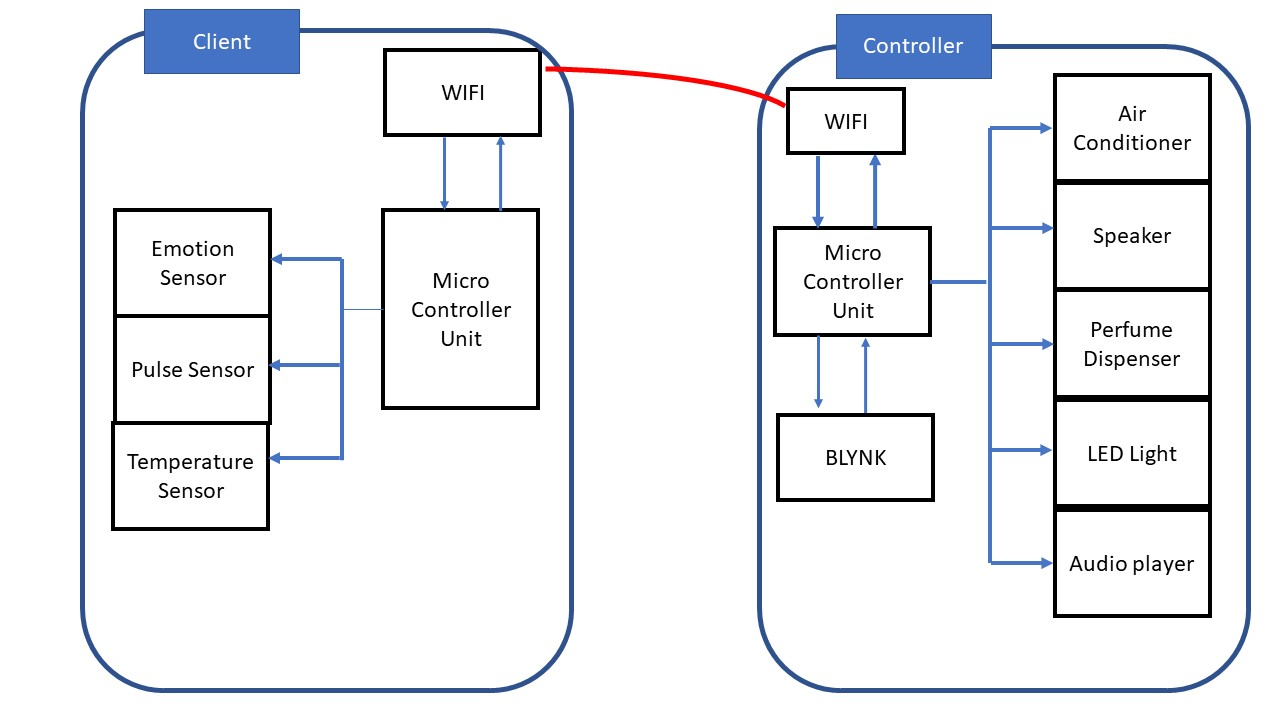 Client
WIFI
Emotion
Sensor
Pulse Sensor
Temperature
Sensor
Micro
Controller
Unit
Controller
WIFI
Micro
Controller
Unit
BLYNK
Air
Conditioner
Speaker
Perfume
Dispenser
LED Light
Audio player